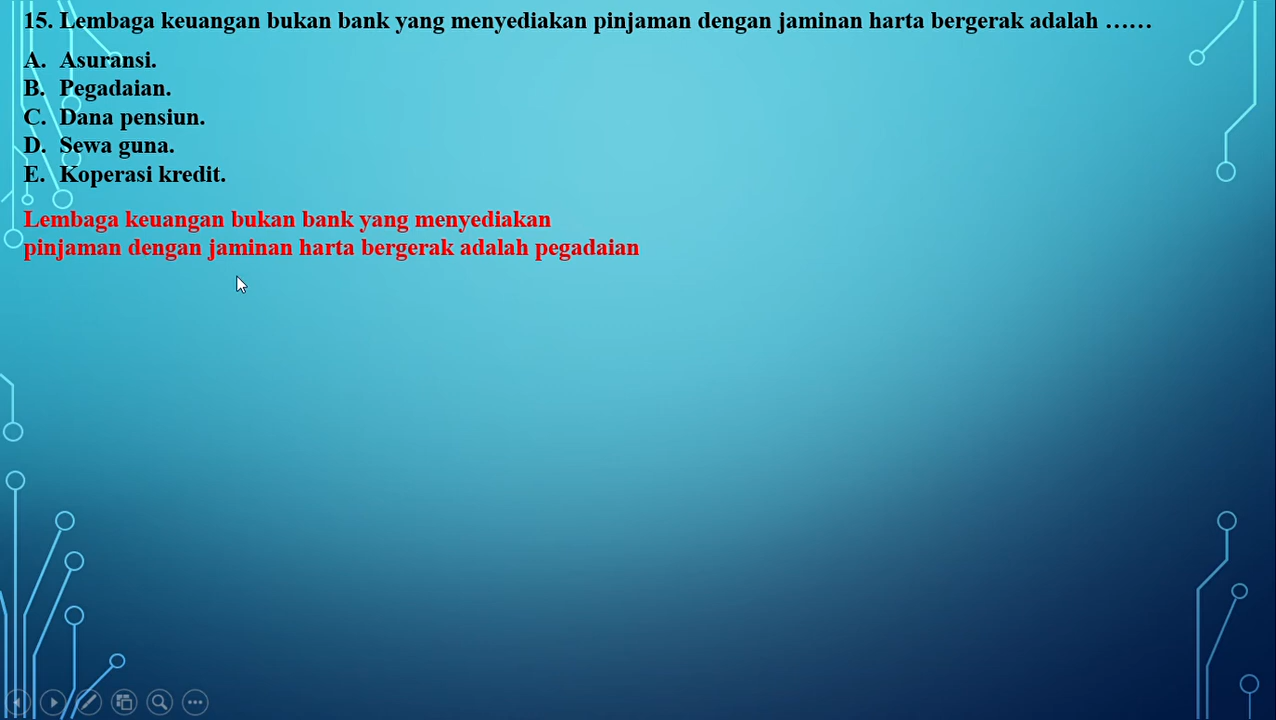 15. Lembaga keuangan bukan bank yang menyediakan pinjaman dengan jaminan harta bergerak adalah ……
A. Asuransi.
B. Pegadaian.
C. Dana pensiun.
D. Sewa guna.
E. Koperasi kredit.
Lembaga keuangan bukan bank yang menyediakan
pinjaman dengan jaminan harta bergerak adalah pegadaian